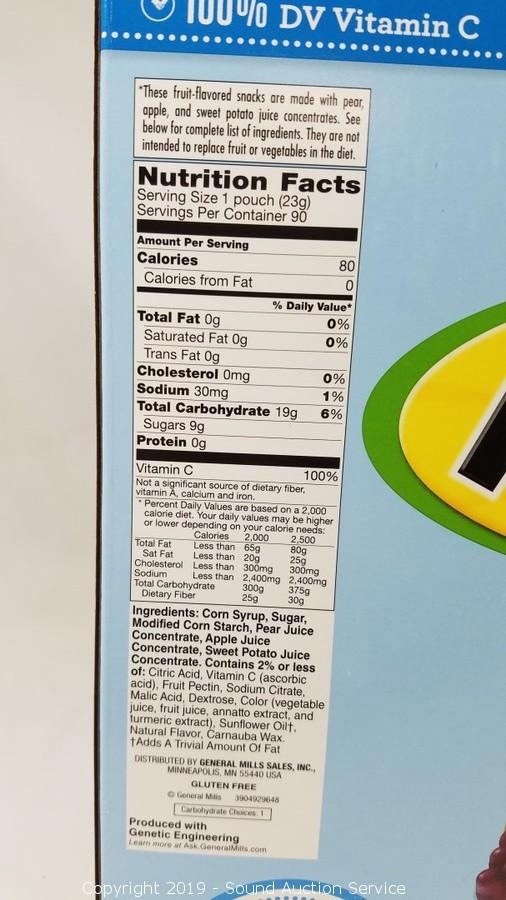 100% DV Vitamin C
*These fruit-flavored snacks are made with pear,
apple, and sweet potato juice concentrates. See
below for complete list of ingredients. They are not
intended to replace fruit or vegetables in the diet.
Nutrition Facts
Serving Size 1 pouch (23g)
Servings Per Container 90
Amount Per Serving
Calories 80
Calories from Fat 0
% Daily Value*
Total Fat 0g 0%
Saturated Fat 0g 0%
Trans Fat 0g
Cholesterol 0mg 0%
Sodium 30mg 1%
Total Carbohydrate 19g 6%
Sugars 9g
Protein 0g
Vitamin C 100%
Not a significant source of dietary fiber,
vitamin A, calcium and iron.
* Percent Daily Values are based on a 2,000
calorie diet. Your daily values may be higher
or lower depending on your calorie needs:
Calories 2,000 2,500
Total Fat Less than 65g 80g
Sat Fat Less than 20g 25g
Cholesterol Less than 300mg 300mg
Sodium Less than 2,400mg 2,400mg
Total Carbohydrate 300g 375g
Dietary Fiber 25g 30g
Ingredients: Corn Syrup, Sugar,
Modified Corn Starch, Pear Juice
Concentrate, Apple Juice
Concentrate, Sweet Potato Juice
Concentrate. Contains 2% or less
of: Citric Acid, Vitamin C (ascorbic
acid), Fruit Pectin, Sodium Citrate,
Malic Acid, Dextrose, Color (vegetable
juice, fruit juice, annatto extract, and
turmeric extract), Sunflower Oil†,
Natural Flavor, Carnauba Wax.
†Adds A Trivial Amount Of Fat
DISTRIBUTED BY GENERAL MILLS SALES, INC.,
MINNEAPOLIS, MN 55440 USA
GLUTEN FREE
© General Mills 3904929648
Carbohydrate Choices: 1
Produced with
Genetic Engineering
Learn more at Ask.GeneralMills.com
Copyright 2019 - Sound Auction Service